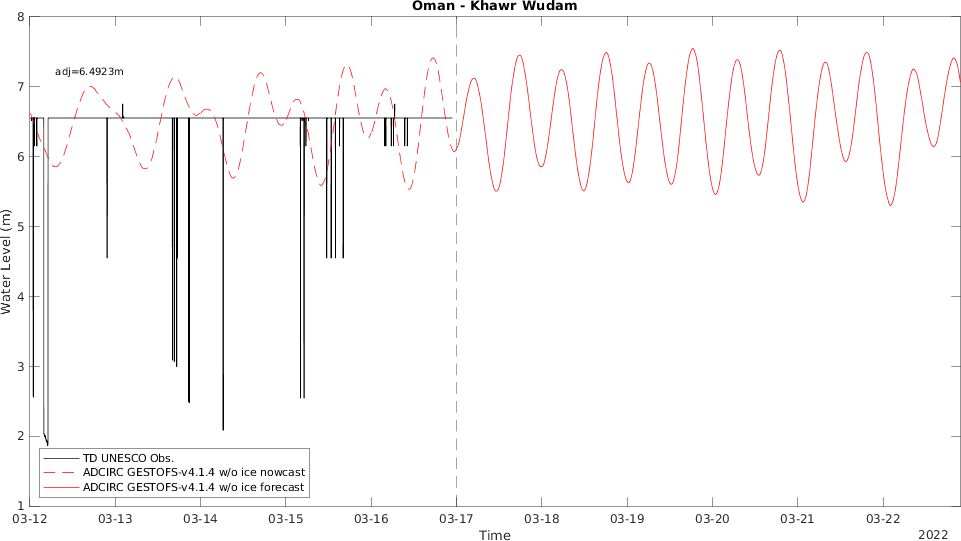 Oman - Khawr Wudam
8
7
6
5
4
3
2
1
Water Level (m)
adj=6.4923m
TD UNESCO Obs.
ADCIRC GESTOFS-v4.1.4 w/o ice nowcast
ADCIRC GESTOFS-v4.1.4 w/o ice forecast
03-12 03-13 03-14 03-15 03-16 03-17 03-18 03-19 03-20 03-21 03-22
Time
2022